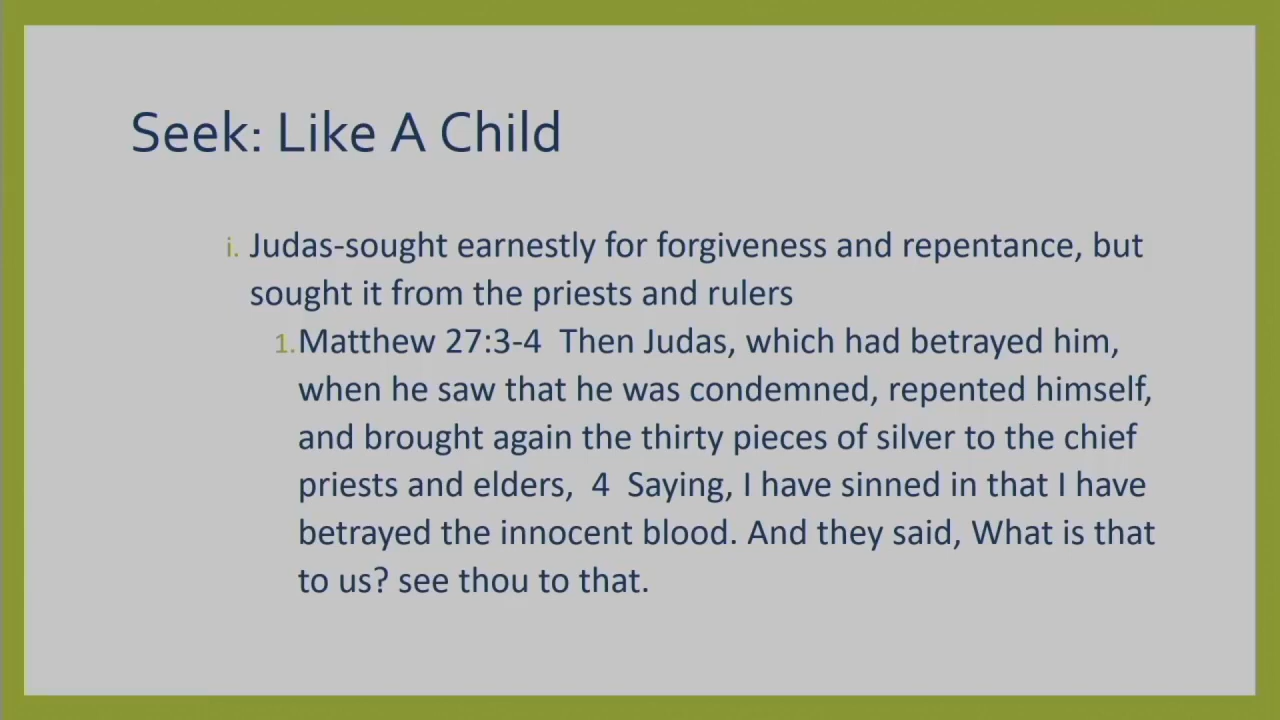 Seek: Like A Child
i. Judas-sought earnestly for forgiveness and repentance, but
sought it from the priests and rulers
1. Matthew 27:3-4  Then Judas, which had betrayed him,
when he saw that he was condemned, repented himself,
and brought again the thirty pieces of silver to the chief
priests and elders,  4  Saying, I have sinned in that I have
betrayed the innocent blood. And they said, What is that
to us? see thou to that.